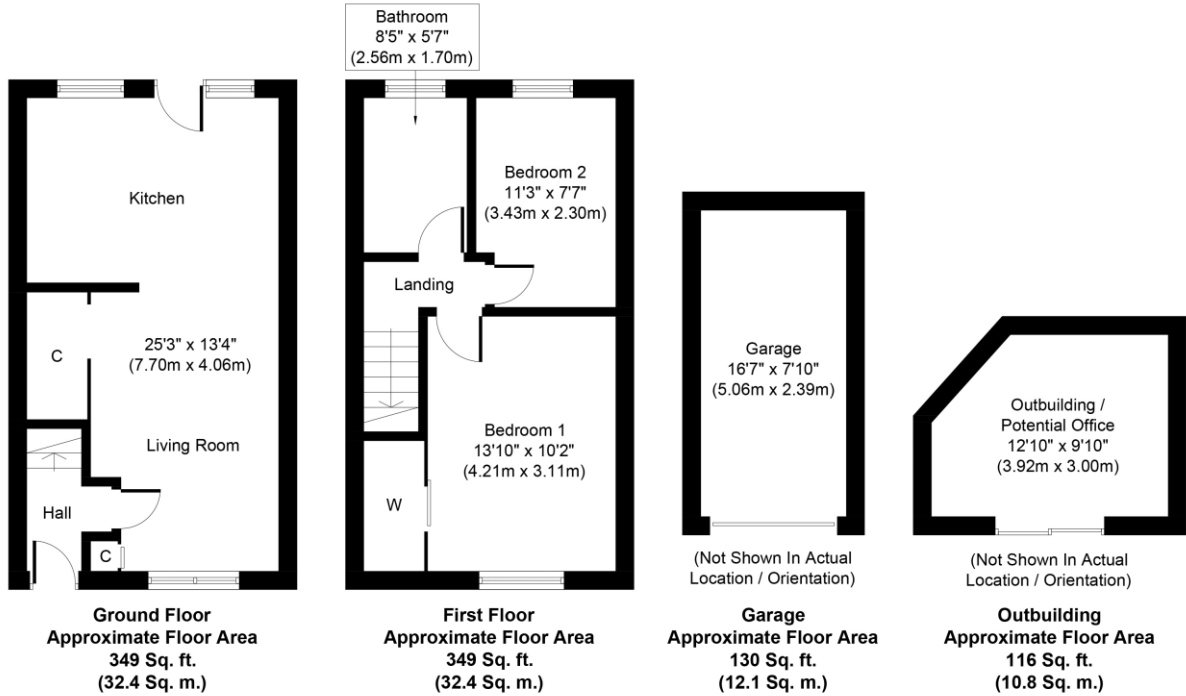 Kitchen
C
25'3" x 13'4"
(7.70m x 4.06m)
Living Room
Hall
C
Ground Floor
Approximate Floor Area
349 Sq. ft.
(32.4 Sq. m.)
Bathroom
8'5" x 5'7"
(2.56m x 1.70m)
Bedroom 2
11'3" x 7'7"
(3.43m x 2.30m)
Landing
Bedroom 1
13'10" x 10'2"
(4.21m x 3.11m)
W
First Floor
Approximate Floor Area
349 Sq. ft.
(32.4 Sq. m.)
Garage
16'7" x 7'10"
(5.06m x 2.39m)
(Not Shown In Actual
Location / Orientation)
Garage
Approximate Floor Area
130 Sq. ft.
(12.1 Sq. m.)
Outbuilding /
Potential Office
12'10" x 9'10"
(3.92m x 3.00m)
(Not Shown In Actual
Location / Orientation)
Outbuilding
Approximate Floor Area
116 Sq. ft.
(10.8 Sq. m.)